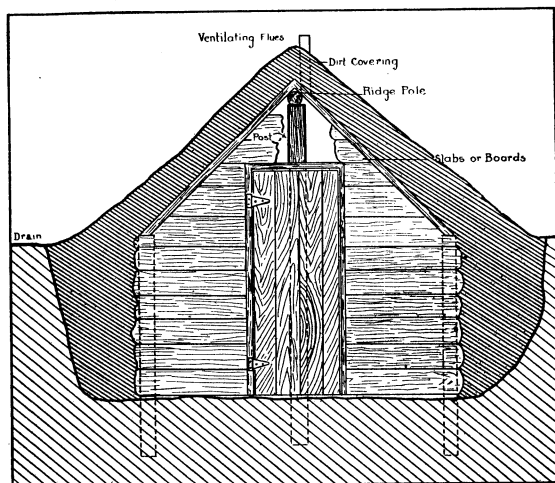 Ventilating Flues
Dirt Covering
Ridge Pole
Post
Slabs or Boards
Drain